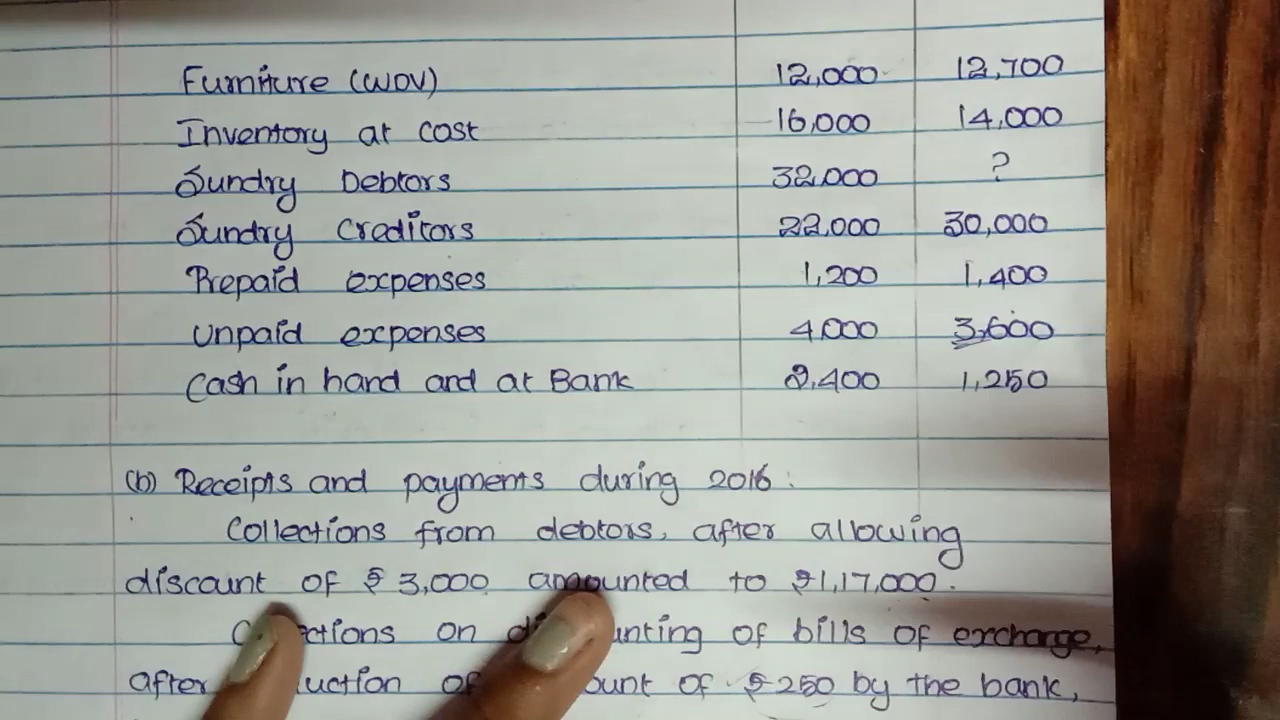 Furniture (WDV) 12,000 12,700
Inventory at cost 16,000 14,000
Sundry Debtors 32,000 ?
Sundry Creditors 22,000 30,000
Prepaid expenses 1,200 1,400
Unpaid expenses 4,000 3,600
Cash in hand and at Bank 2,400 1,250
(b) Receipts and payments during 2016:
Collections from debtors, after allowing
discount of ₹ 3,000 amounted to ₹1,17,000.
on of bills of exchange,
after of of ₹250 by the bank,